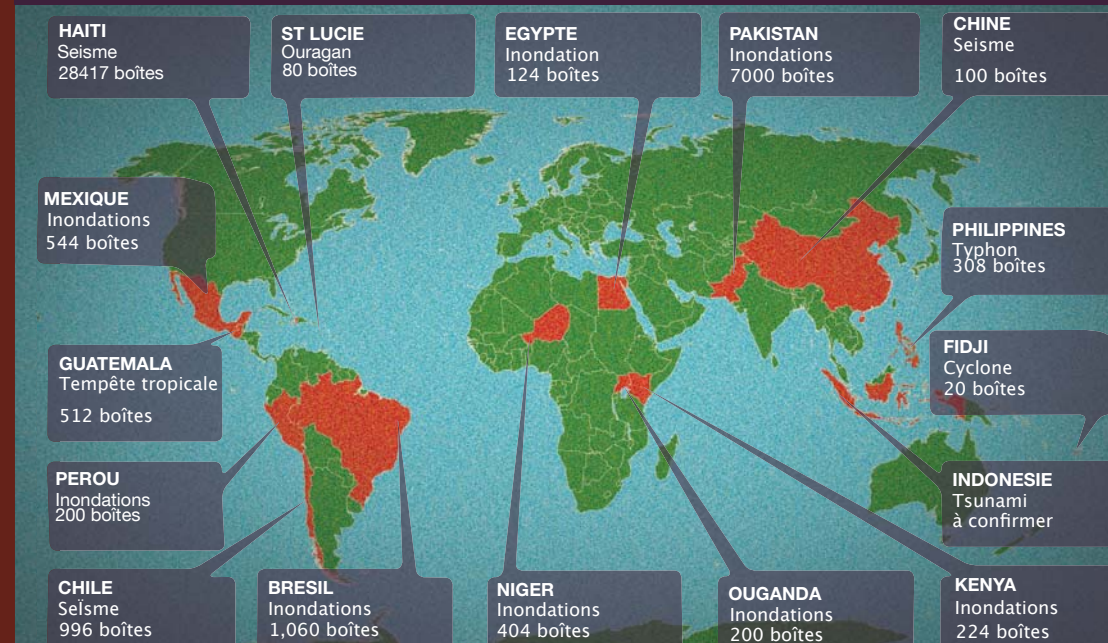 HAITI
Seisme
28417 boîtes
ST LUCIE
Ouragan
80 boîtes
EGYPTE
Inondation
124 boîtes
PAKISTAN
Inondations
7000 boîtes
CHINE
Seisme
100 boîtes
MEXIQUE
Inondations
544 boîtes
PHILIPPINES
Typhon
308 boîtes
GUATEMALA
Tempête tropicale
512 boîtes
FIDJI
Cyclone
20 boîtes
PEROU
Inondations
200 boîtes
INDONESIE
Tsunami
à confirmer
CHILE
SeÏsme
996 boîtes
BRESIL
Inondations
1,060 boîtes
NIGER
Inondations
404 boîtes
OUGANDA
Inondations
200 boîtes
KENYA
Inondations
224 boîtes